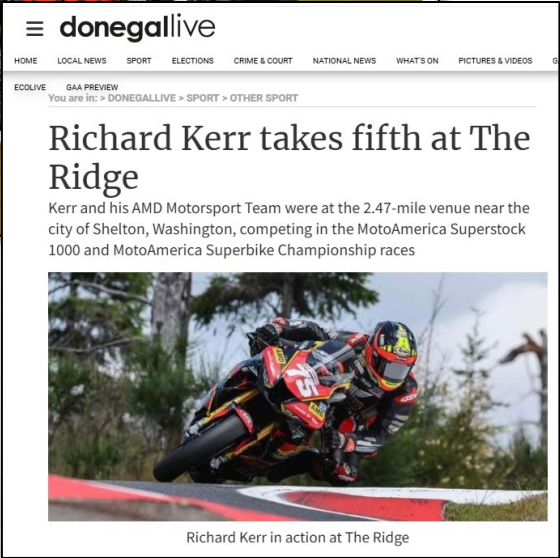 donegallive
HOME LOCAL NEWS SPORT ELECTIONS CRIME & COURT NATIONAL NEWS WHAT'S ON PICTURES & VIDEOS G
ECOLIVE GAA PREVIEW
You are in: > DONEGALLIVE > SPORT > OTHER SPORT
Richard Kerr takes fifth at The
Ridge
Kerr and his AMD Motorsport Team were at the 2.47-mile venue near the
city of Shelton, Washington, competing in the MotoAmerica Superstock
1000 and MotoAmerica Superbike Championship races
75
AMD
Richard Kerr in action at The Ridge